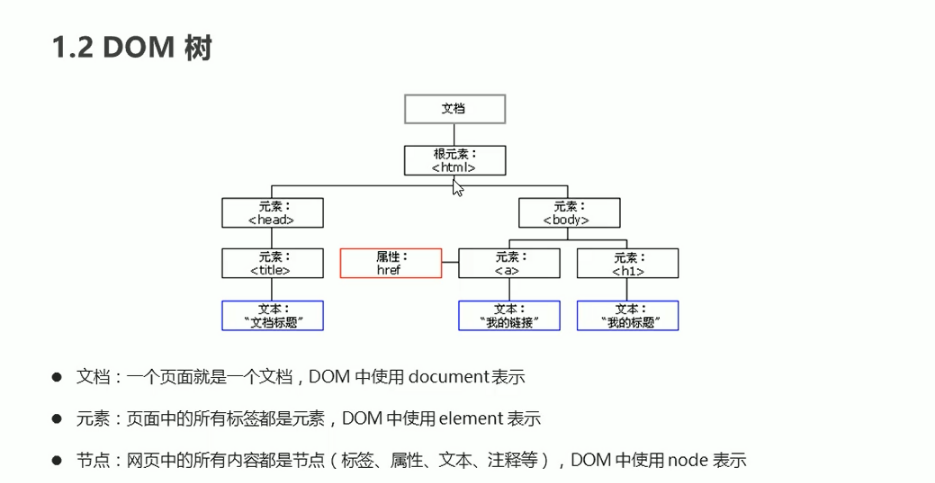 1.2 DOM 树
文档
根元素：
<html>
元素：
<head>
元素：
<body>
元素：
<title>
属性：
href
元素：
<a>
元素：
<h1>
文本：
“文档标题”
文本：
“我的链接”
文本：
“我的标题”
● 文档：一个页面就是一个文档，DOM 中使用 document 表示
● 元素：页面中的所有标签都是元素，DOM 中使用 element 表示
● 节点：网页中的所有内容都是节点（标签、属性、文本、注释等），DOM 中使用 node 表示